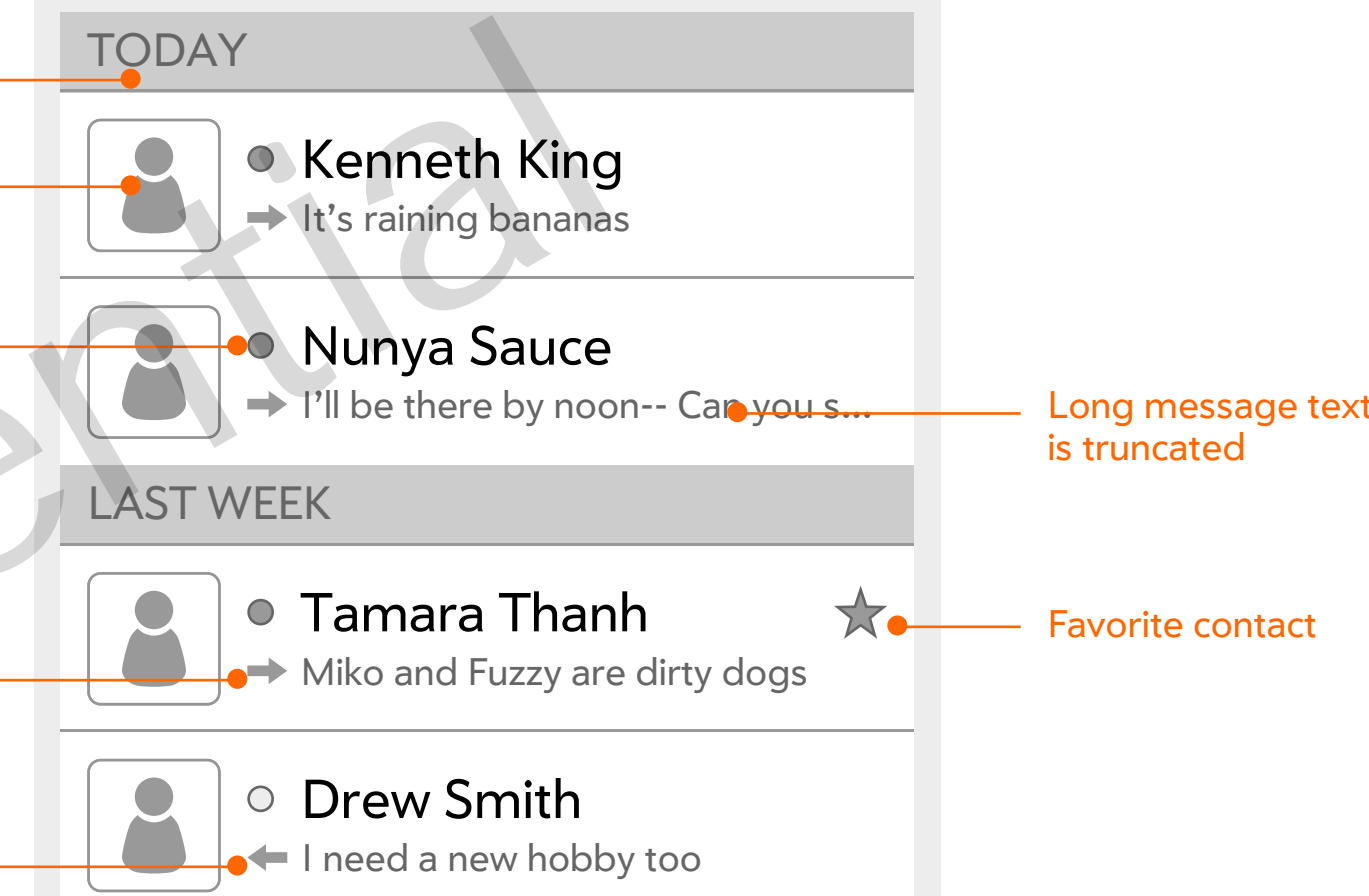 TODAY
Kenneth King
It's raining bananas
Nunya Sauce
I'll be there by noon-- Can you s...
Long message text
is truncated
LAST WEEK
Tamara Thanh
Miko and Fuzzy are dirty dogs
Favorite contact
Drew Smith
I need a new hobby too
ential